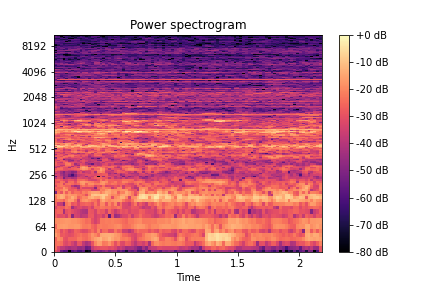 Power spectrogram
8192
4096
2048
1024
512
256
128
64
0
Hz
0
0.5
1
1.5
2
Time
+0 dB
-10 dB
-20 dB
-30 dB
-40 dB
-50 dB
-60 dB
-70 dB
-80 dB